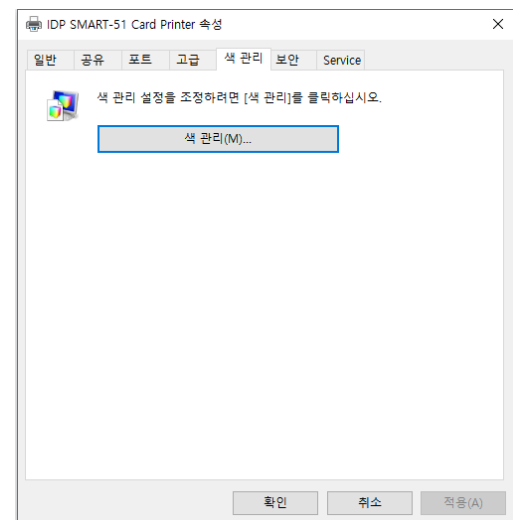 IDP SMART-51 Card Printer 속성
일반 공유 포트 고급 색 관리 보안 Service
색 관리 설정을 조정하려면 [색 관리]를 클릭하십시오.
색 관리(M)...
확인 취소 적용(A)